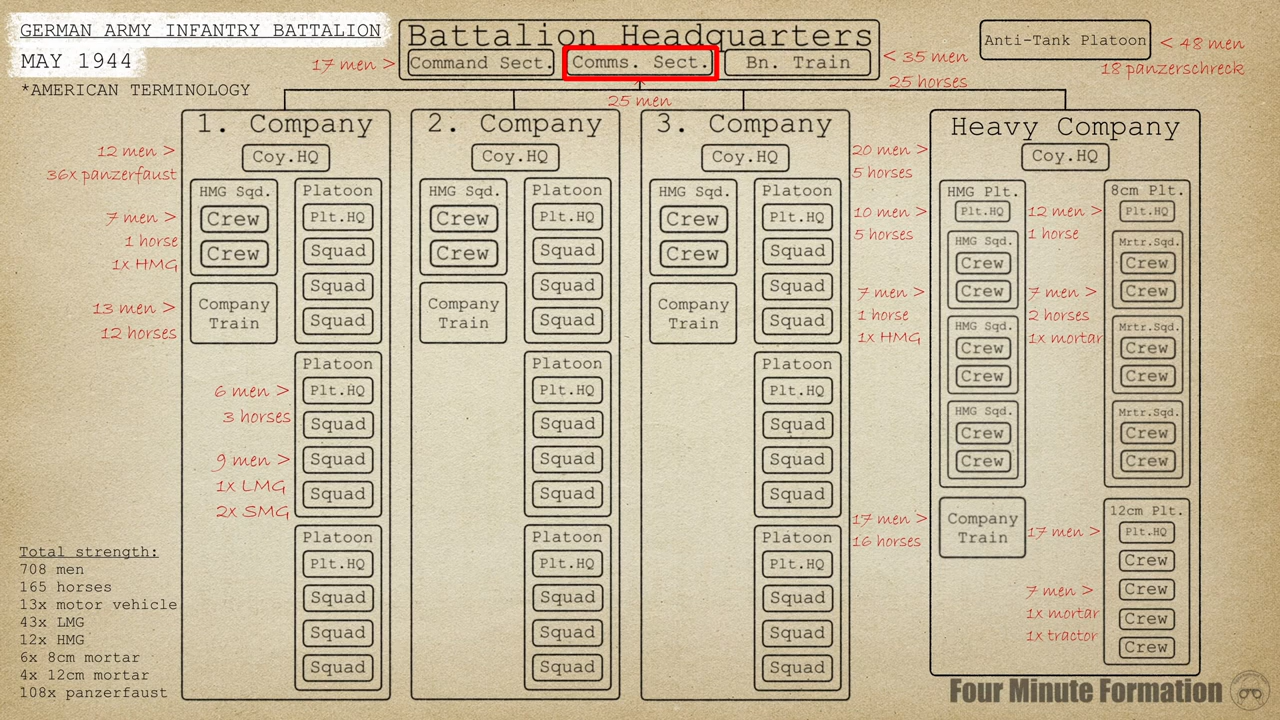 GERMAN ARMY INFANTRY BATTALION
MAY 1944
*AMERICAN TERMINOLOGY
Battalion Headquarters
17 men >
Command Sect.
Comms. Sect.
Bn. Train
< 35 men
25 horses
25 men
Anti-Tank Platoon
< 48 men
18 panzerschreck
1. Company
Coy.HQ
12 men >
36x panzerfaust
HMG Sqd.
Crew
Crew
7 men >
1 horse
1x HMG
Company
Train
13 men >
12 horses
Platoon
Plt.HQ
Squad
Squad
Squad
Platoon
Plt.HQ
Squad
Squad
Squad
6 men >
3 horses
9 men >
1x LMG
2x SMG
Platoon
Plt.HQ
Squad
Squad
Squad
2. Company
Coy.HQ
HMG Sqd.
Crew
Crew
Company
Train
Platoon
Plt.HQ
Squad
Squad
Squad
Platoon
Plt.HQ
Squad
Squad
Squad
Platoon
Plt.HQ
Squad
Squad
Squad
3. Company
Coy.HQ
HMG Sqd.
Crew
Crew
Company
Train
Platoon
Plt.HQ
Squad
Squad
Squad
Platoon
Plt.HQ
Squad
Squad
Squad
Platoon
Plt.HQ
Squad
Squad
Squad
Heavy Company
Coy.HQ
20 men >
5 horses
HMG Plt.
Plt.HQ
10 men >
5 horses
HMG Sqd.
Crew
Crew
7 men >
1 horse
1x HMG
HMG Sqd.
Crew
Crew
HMG Sqd.
Crew
Crew
Company
Train
17 men >
16 horses
8cm Plt.
Plt.HQ
12 men >
1 horse
Mrtr.Sqd.
Crew
Crew
7 men >
2 horses
1x mortar
Mrtr.Sqd.
Crew
Crew
Mrtr.Sqd.
Crew
Crew
12cm Plt.
Plt.HQ
17 men >
Crew
Crew
Crew
Crew
7 men >
1x mortar
1x tractor
Total strength:
708 men
165 horses
13x motor vehicle
43x LMG
12x HMG
6x 8cm mortar
4x 12cm mortar
108x panzerfaust
Four Minute Formation